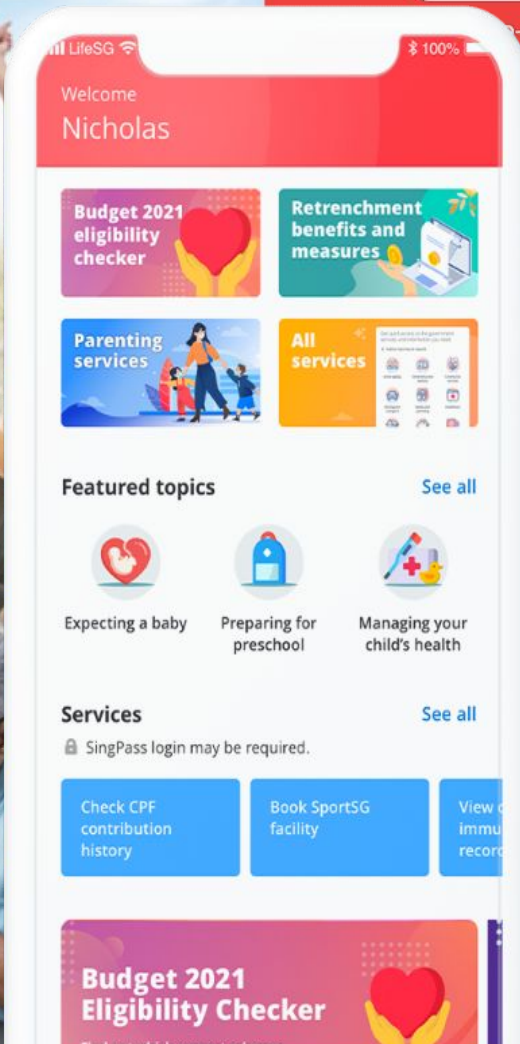 LifeSG
100%
Welcome
Nicholas
Budget 2021
eligibility
checker
Retrenchment
benefits and
measures
Parenting
services
All
services
Featured topics
See all
Expecting a baby
Preparing for
preschool
Managing your
child's health
Services
See all
SingPass login may be required.
Check CPF
contribution
history
Book SportSG
facility
View
Budget 2021
Eligibility Checker